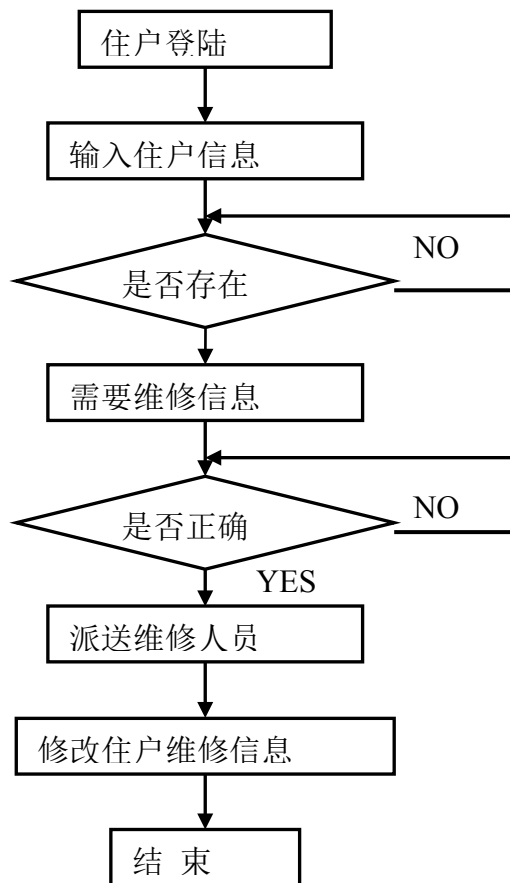 住户登陆
输入住户信息
NO
是否存在
需要维修信息
NO
是否正确
YES
派送维修人员
修改住户维修信息
结 束